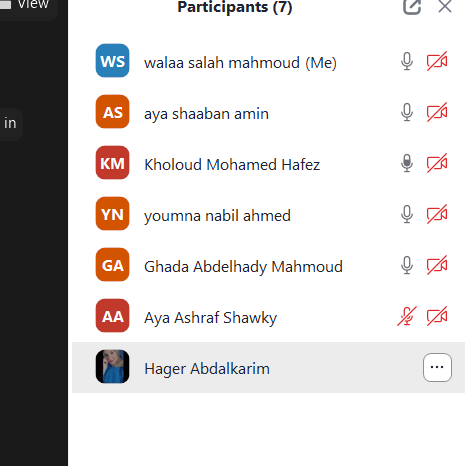 View
Participants (7)
WS walaa salah mahmoud (Me)
AS aya shaaban amin
in
KM Kholoud Mohamed Hafez
YN youmna nabil ahmed
GA Ghada Abdelhady Mahmoud
AA Aya Ashraf Shawky
Hager Abdalkarim